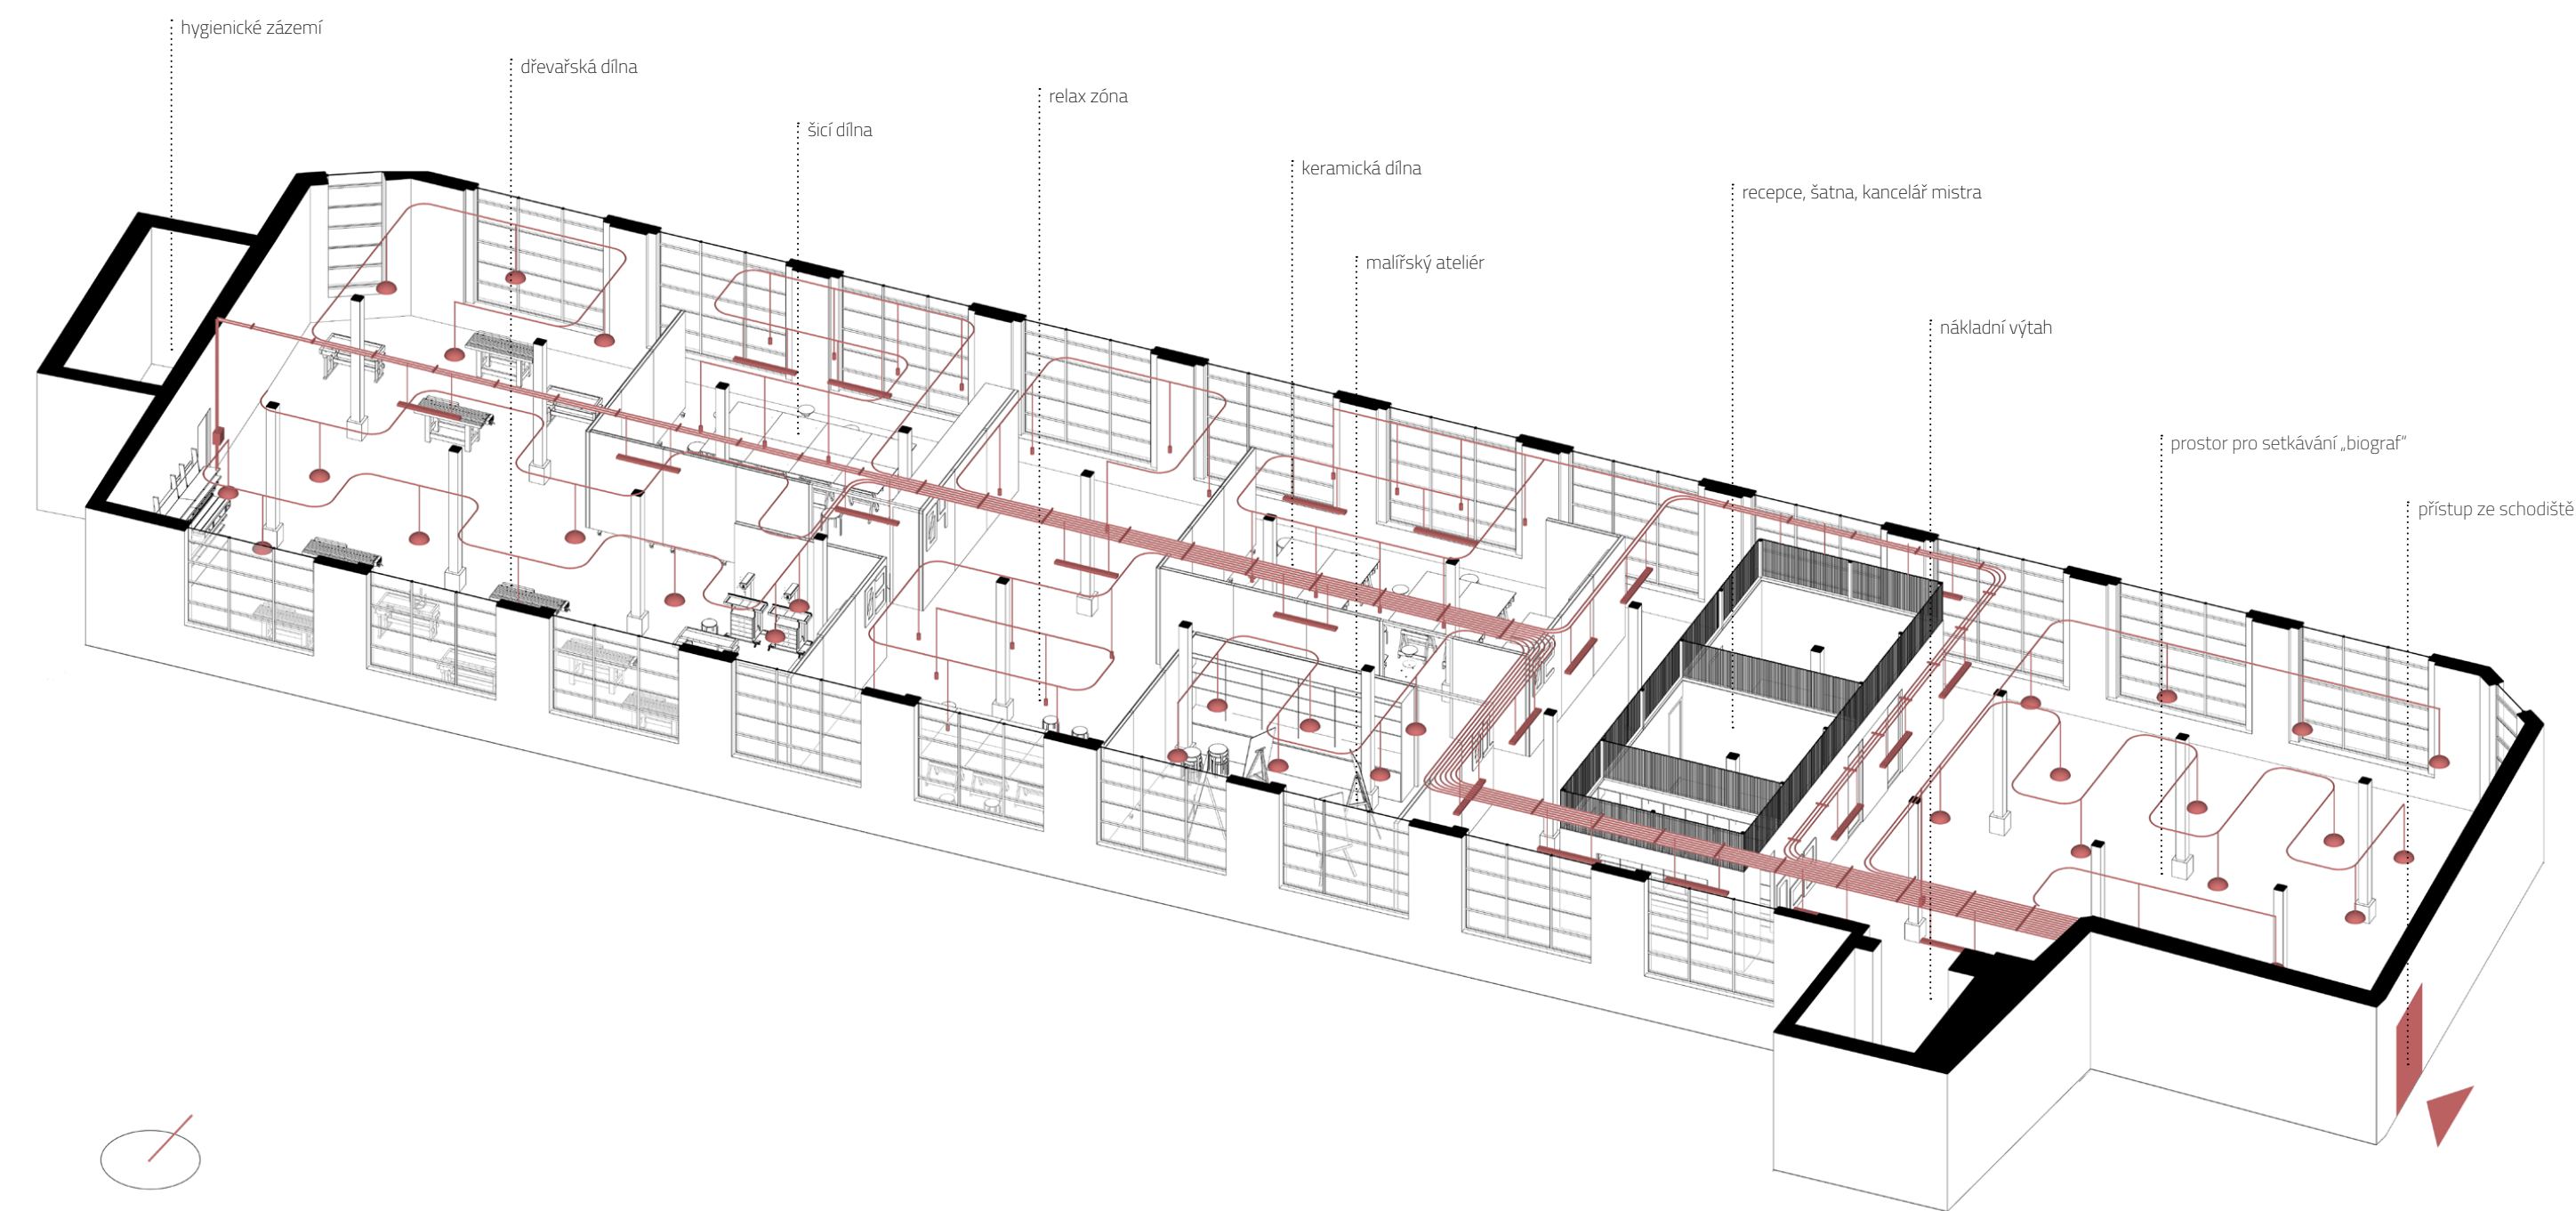 hygienické zázemí
dřevařská dílna
relax zóna
šicí dílna
keramická dílna
recepce, šatna, kancelář mistra
malířský ateliér
nákladní výtah
prostor pro setkávání „biograf“
přístup ze schodiště